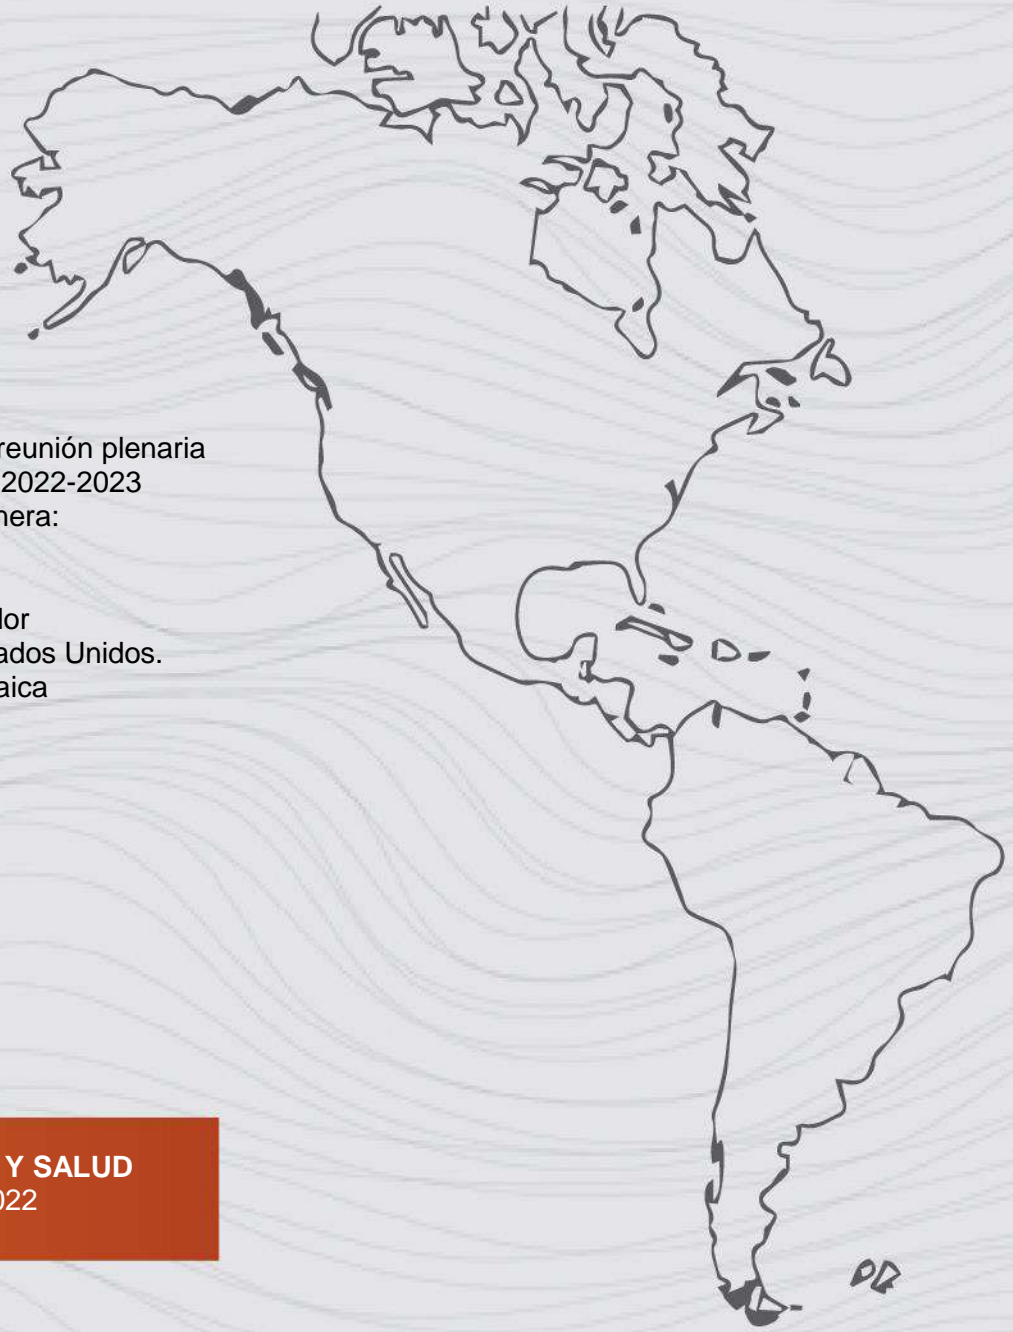 reunión plenaria
2022-2023
nera:
dor
ados Unidos.
aica
Y SALUD
022